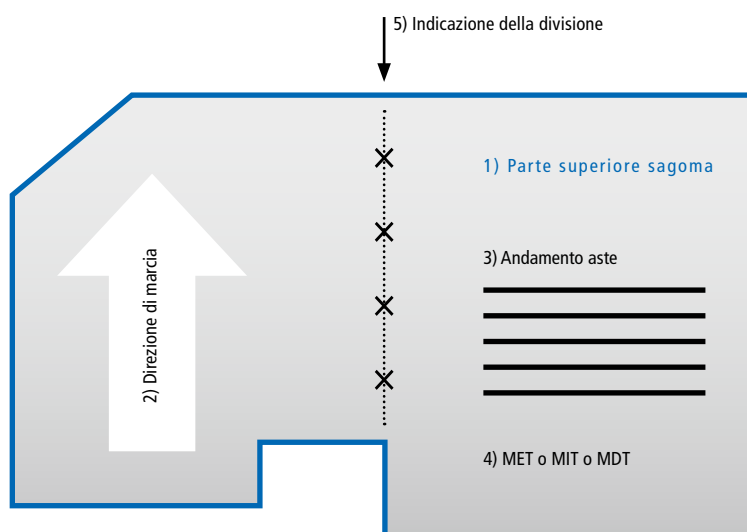 5) Indicazione della divisione
1) Parte superiore sagoma
2) Direzione di marcia
3) Andamento aste
4) MET o MIT o MDT